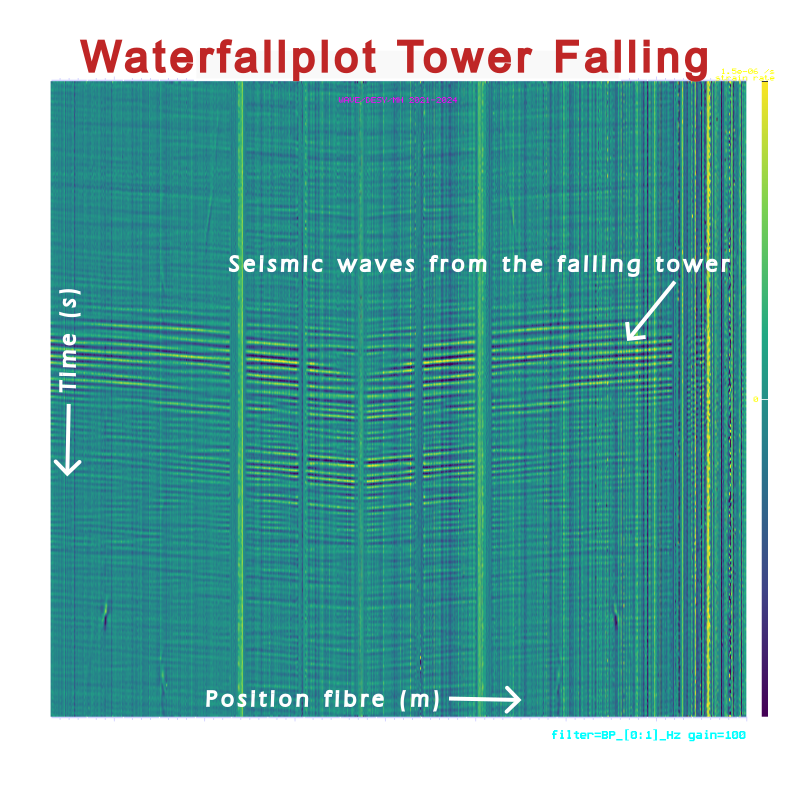 Waterfallplot Tower Falling
Seismic waves from the falling tower
Time (s)
Position fibre (m)
filter=BP_[0:1]_Hz gain=100